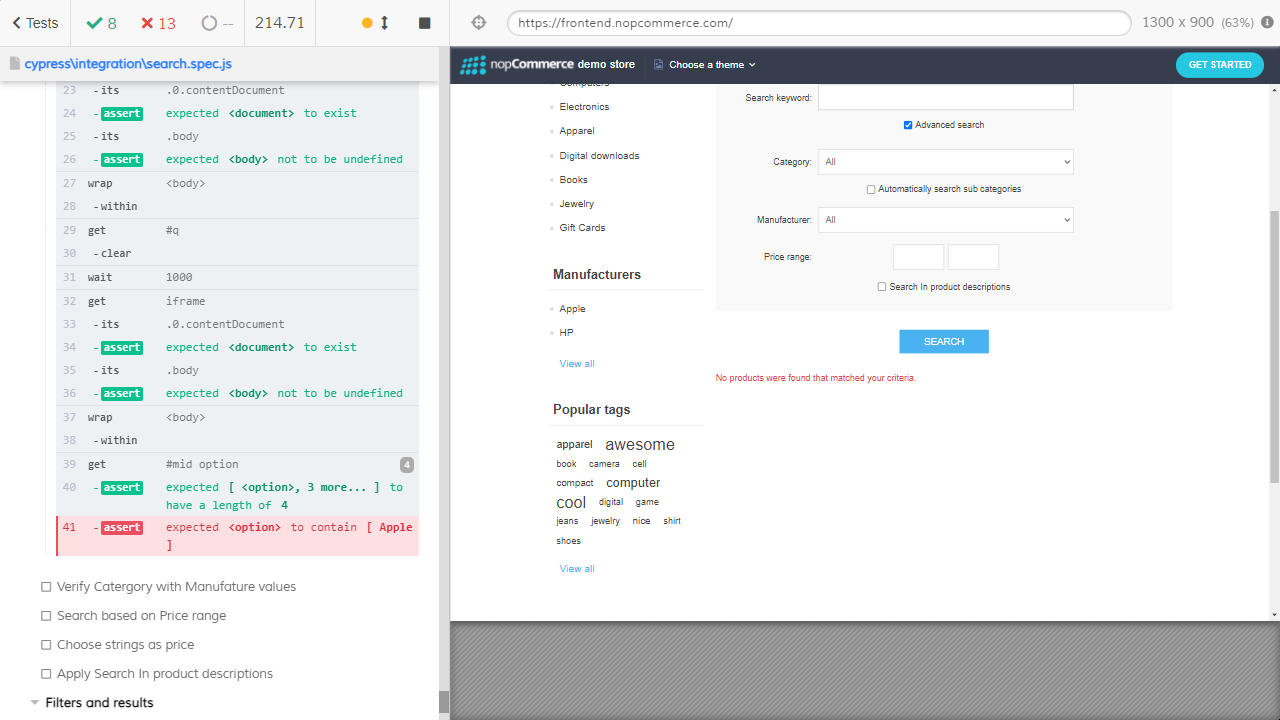 Tests
8
13
--
214.71
https://frontend.nopcommerce.com/
1300 x 900 (63%)
cypress\integration\search.spec.js
23 -its .0.contentDocument
24 -assert expected <document> to exist
25 -its .body
26 -assert expected <body> not to be undefined
27 wrap <body>
28 -within
29 get #q
30 -clear
31 wait 1000
32 get iframe
33 -its .0.contentDocument
34 -assert expected <document> to exist
35 -its .body
36 -assert expected <body> not to be undefined
37 wrap <body>
38 -within
39 get #mid option 4
40 -assert expected [ <option>, 3 more... ] to
have a length of 4
41 -assert expected <option> to contain [ Apple
]
Verify Catergory with Manufature values
Search based on Price range
Choose strings as price
Apply Search In product descriptions
Filters and results
nopCommerce demo store
Choose a theme
GET STARTED
Computers
Electronics
Apparel
Digital downloads
Books
Jewelry
Gift Cards
Manufacturers
Apple
HP
View all
Popular tags
apparel awesome
book camera cell
compact computer
cool digital game
jeans jewelry nice shirt
shoes
View all
Search keyword:
Advanced search
Category: All
Automatically search sub categories
Manufacturer: All
Price range:
Search In product descriptions
SEARCH
No products were found that matched your criteria.